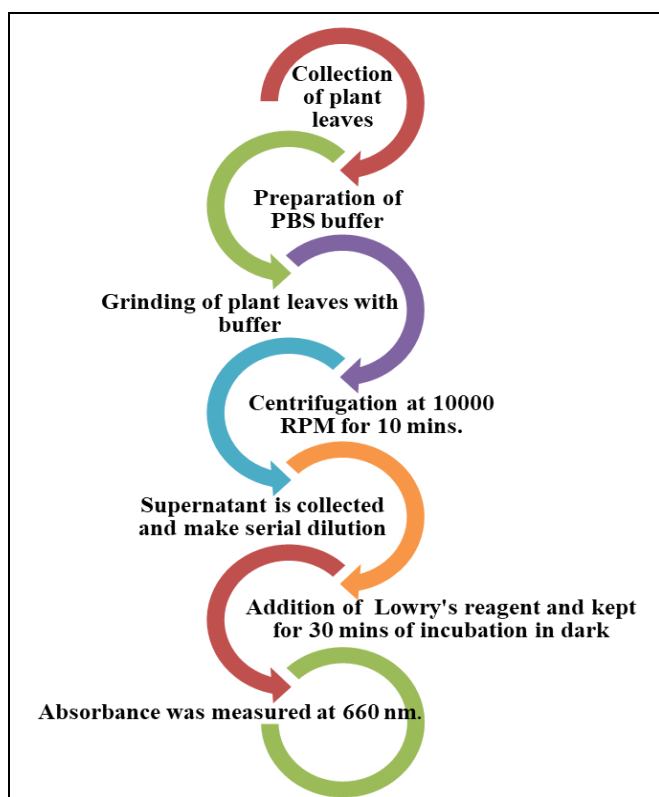 Collection
of plant
leaves
Preparation of
PBS buffer
Grinding of plant leaves with
buffer
Centrifugation at 10000
RPM for 10 mins.
Supernatant is collected
and make serial dilution
Addition of Lowry's reagent and kept
for 30 mins of incubation in dark
Absorbance was measured at 660 nm.